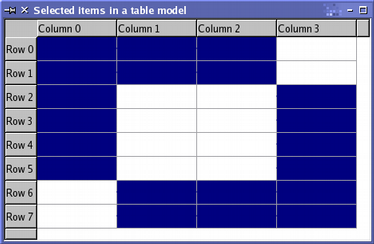 Selected items in a table model
Column 0 Column 1 Column 2 Column 3
Row 0
Row 1
Row 2
Row 3
Row 4
Row 5
Row 6
Row 7